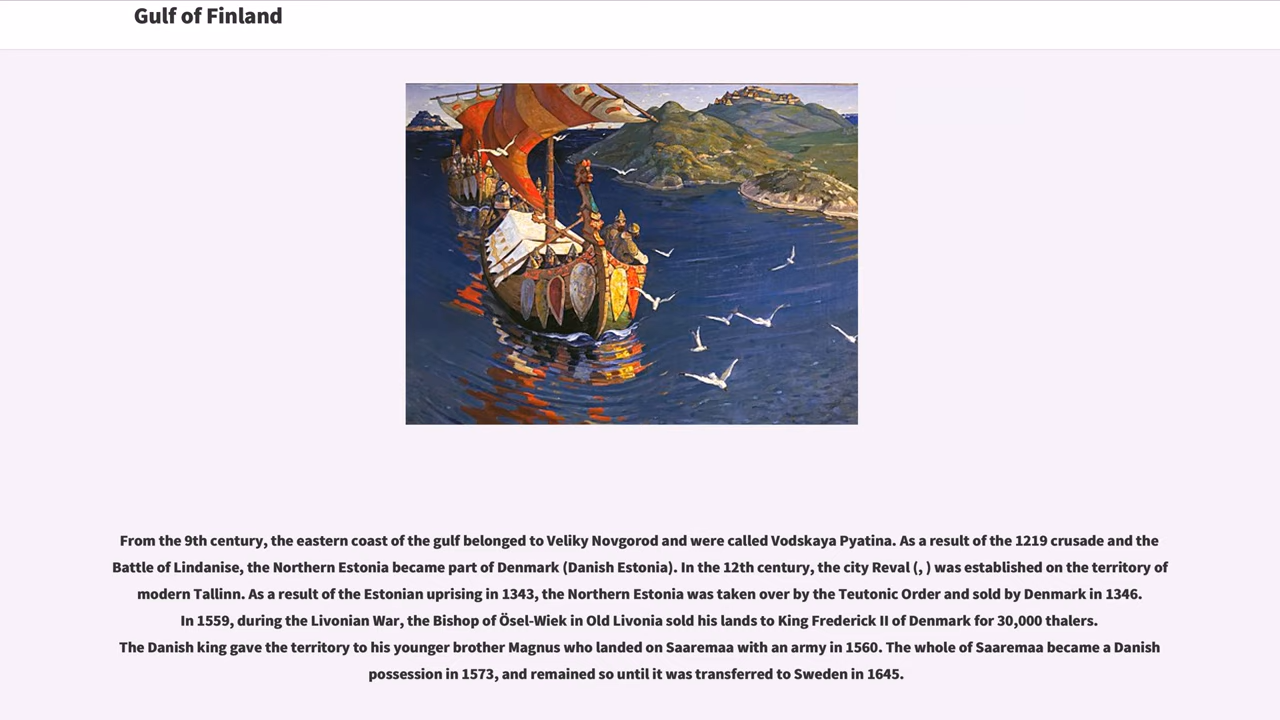 Gulf of Finland
From the 9th century, the eastern coast of the gulf belonged to Veliky Novgorod and were called Vodskaya Pyatina. As a result of the 1219 crusade and the
Battle of Lindanise, the Northern Estonia became part of Denmark (Danish Estonia). In the 12th century, the city Reval (, ) was established on the territory of
modern Tallinn. As a result of the Estonian uprising in 1343, the Northern Estonia was taken over by the Teutonic Order and sold by Denmark in 1346.
In 1559, during the Livonian War, the Bishop of Ösel-Wiek in Old Livonia sold his lands to King Frederick II of Denmark for 30,000 thalers.
The Danish king gave the territory to his younger brother Magnus who landed on Saaremaa with an army in 1560. The whole of Saaremaa became a Danish
possession in 1573, and remained so until it was transferred to Sweden in 1645.